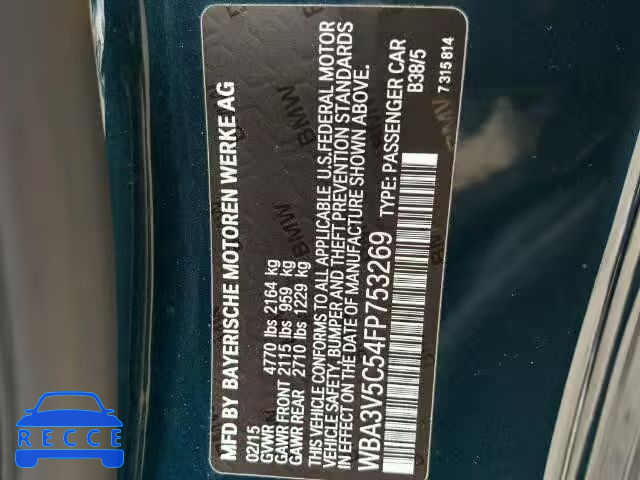 MFD BY BAYERISCHE MOTOREN WERKE AG
02/15
GVWR 4770 lbs 2164 kg
GAWR FRONT 2115 lbs 959 kg
GAWR REAR 2710 lbs 1229 kg
THIS VEHICLE CONFORMS TO ALL APPLICABLE U.S.FEDERAL MOTOR
VEHICLE SAFETY, BUMPER AND THEFT PREVENTION STANDARDS
IN EFFECT ON THE DATE OF MANUFACTURE SHOWN ABOVE.
WBA3V5C54FP753269 TYPE: PASSENGER CAR
B38/5
7 315 814
BMW
BMW
RECCE